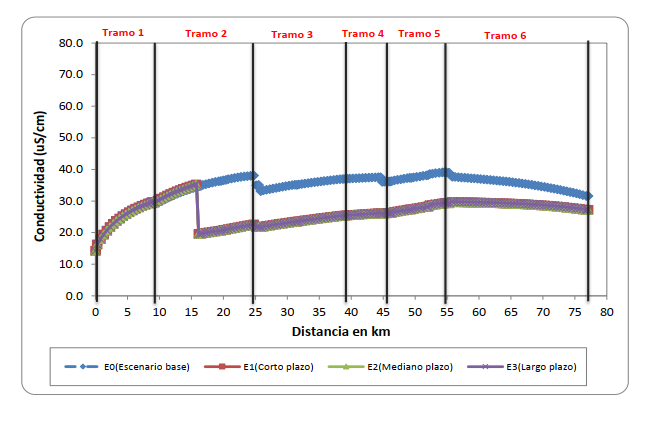 Tramo 1 Tramo 2 Tramo 3 Tramo 4 Tramo 5 Tramo 6
80.0
70.0
60.0
50.0
40.0
30.0
20.0
10.0
0.0
Conductividad (uS/cm)
0 5 10 15 20 25 30 35 40 45 50 55 60 65 70 75 80
Distancia en km
E0(Escenario base) E1(Corto plazo) E2(Mediano plazo) E3(Largo plazo)